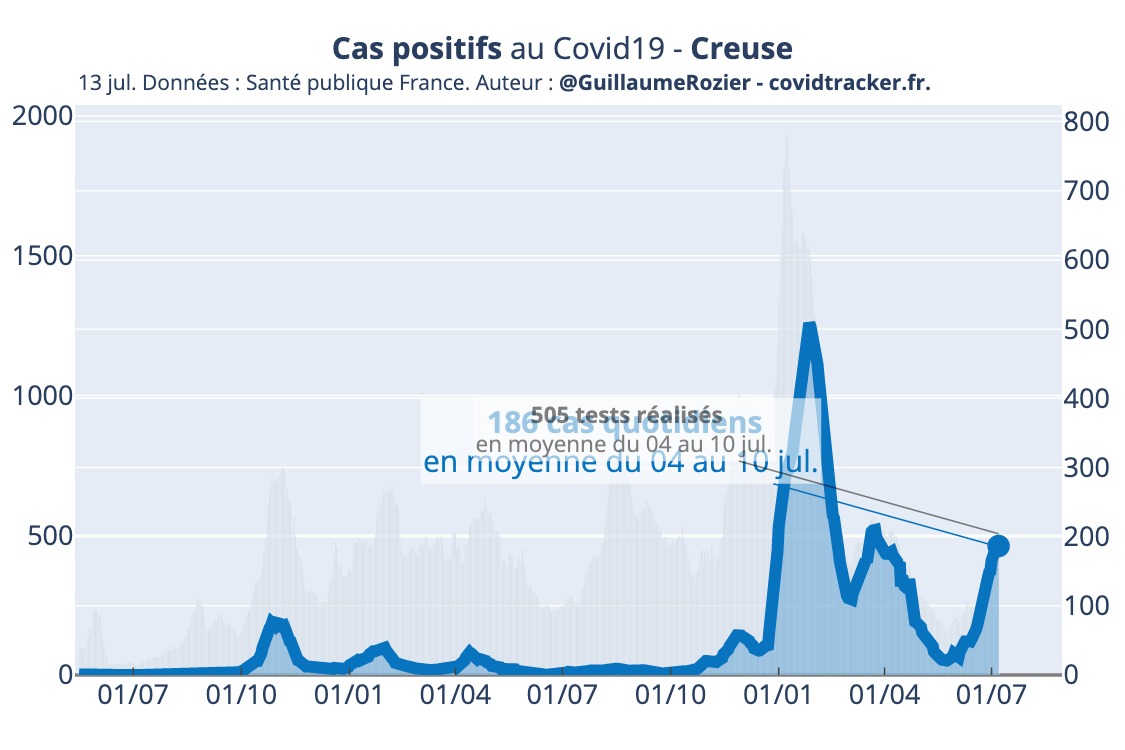 Cas positifs au Covid19 - Creuse
13 jul. Données : Santé publique France. Auteur : @GuillaumeRozier - covidtracker.fr.
2000
1500
1000
500
0
800
700
600
500
400
300
200
100
0
505 tests réalisés
186 cas quotidiens
en moyenne du 04 au 10 jul.
en moyenne du 04 au 10 jul.
01/07 01/10 01/01 01/04 01/07 01/10 01/01 01/04 01/07